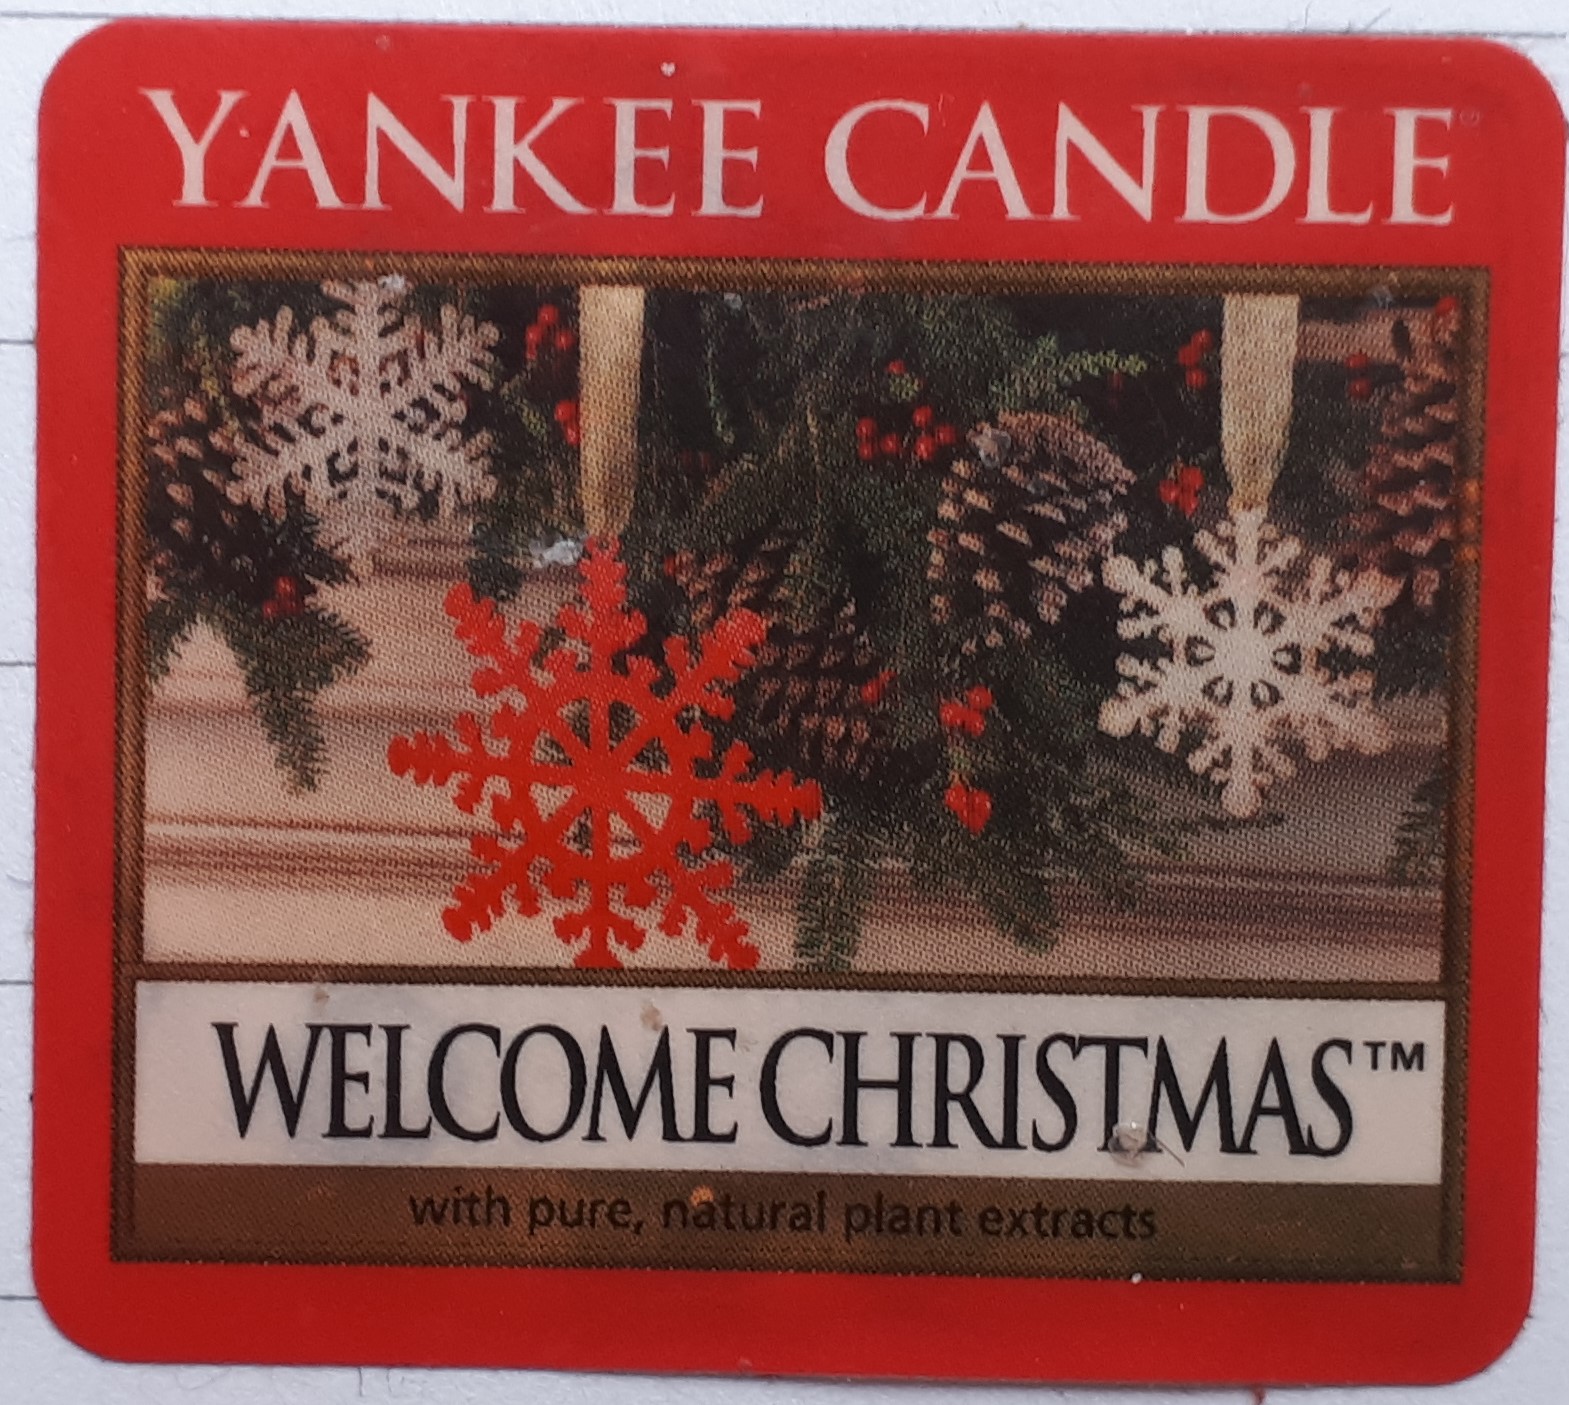 YANKEE CANDLE®
WELCOME CHRISTMAS™
with pure, natural plant extracts